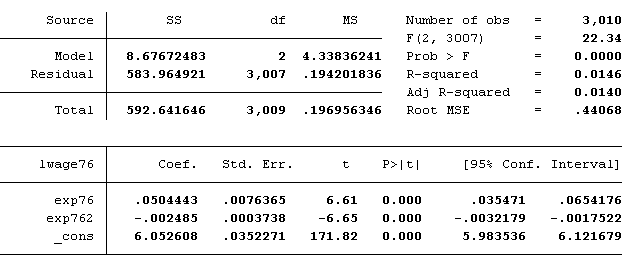 Source SS df MS Number of obs = 3,010
F(2, 3007) = 22.34
Model 8.67672483 2 4.33836241 Prob > F = 0.0000
Residual 583.964921 3,007 .194201836 R-squared = 0.0146
Adj R-squared = 0.0140
Total 592.641646 3,009 .196956346 Root MSE = .44068
lwage76 Coef. Std. Err. t P>|t| [95% Conf. Interval]
exp76 .0504443 .0076365 6.61 0.000 .035471 .0654176
exp762 -.002485 .0003738 -6.65 0.000 -.0032179 -.0017522
_cons 6.052608 .0352271 171.82 0.000 5.983536 6.121679